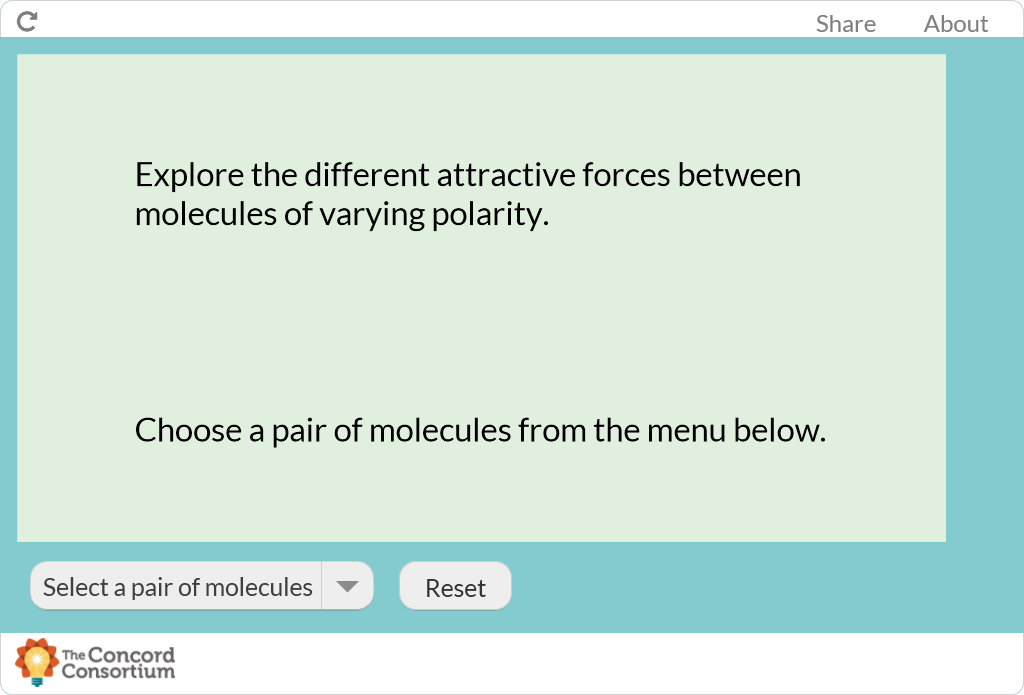 Share About
Explore the different attractive forces between
molecules of varying polarity.
Choose a pair of molecules from the menu below.
Select a pair of molecules Reset
The Concord
Consortium